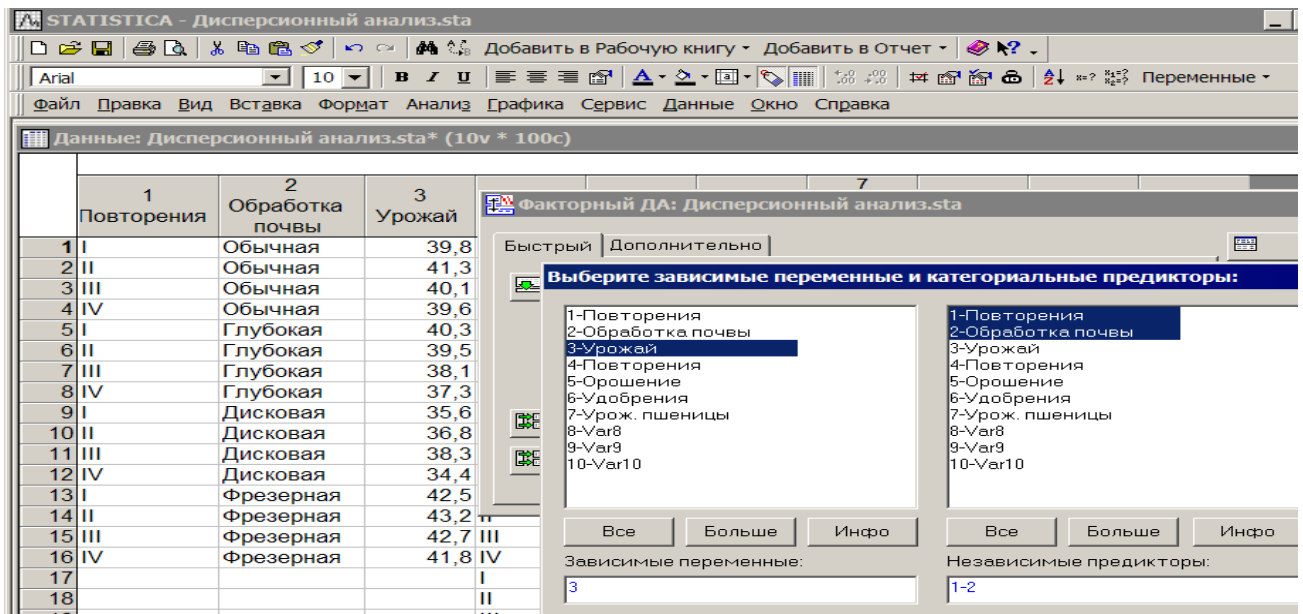 STATISTICA - Дисперсионный анализ.sta
Добавить в Рабочую книгу Добавить в Отчет
Arial 10 B I U Переменные
Файл Правка Вид Вставка Формат Анализ Графика Сервис Данные Окно Справка
Данные: Дисперсионный анализ.sta* (10v * 100c)
1 Повторения 2 Обработка почвы 3 Урожай 7
1 I Обычная 39,8
2 II Обычная 41,3
3 III Обычная 40,1
4 IV Обычная 39,6
5 I Глубокая 40,3
6 II Глубокая 39,5
7 III Глубокая 38,1
8 IV Глубокая 37,3
9 I Дисковая 35,6
10 II Дисковая 36,8
11 III Дисковая 38,3
12 IV Дисковая 34,4
13 I Фрезерная 42,5
14 II Фрезерная 43,2
15 III Фрезерная 42,7 III
16 IV Фрезерная 41,8 IV
17 I
18 II
Факторный ДА: Дисперсионный анализ.sta
Быстрый Дополнительно
Выберите зависимые переменные и категориальные предикторы:
1-Повторения
2-Обработка почвы
3-Урожай
4-Повторения
5-Орошение
6-Удобрения
7-Урож. пшеницы
8-Var8
9-Var9
10-Var10
Все Больше Инфо
Зависимые переменные:
3
1-Повторения
2-Обработка почвы
3-Урожай
4-Повторения
5-Орошение
6-Удобрения
7-Урож. пшеницы
8-Var8
9-Var9
10-Var10
Все Больше Инфо
Независимые предикторы:
1-2